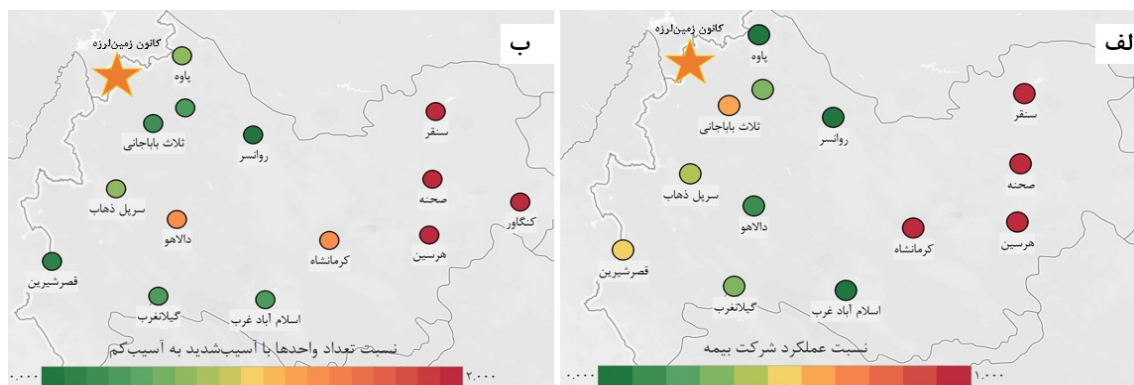 الف
کانون زمین‌لرزه
پاوه
سنقر
ثلاث باباجانی
روانسر
صحنه
سرپل ذهاب
دالاهو
کرمانشاه
هرسین
قصرشیرین
گیلانغرب
اسلام آباد غرب
نسبت عملکرد شرکت بیمه
۰.۰۰۰
۱.۰۰۰
ب
کانون زمین‌لرزه
پاوه
سنقر
ثلاث باباجانی
روانسر
صحنه
سرپل ذهاب
کنگاور
دالاهو
کرمانشاه
هرسین
قصرشیرین
گیلانغرب
اسلام آباد غرب
نسبت تعداد واحدها با آسیب‌شدید به آسیب‌کم
۰.۰۰۰
۲.۰۰۰